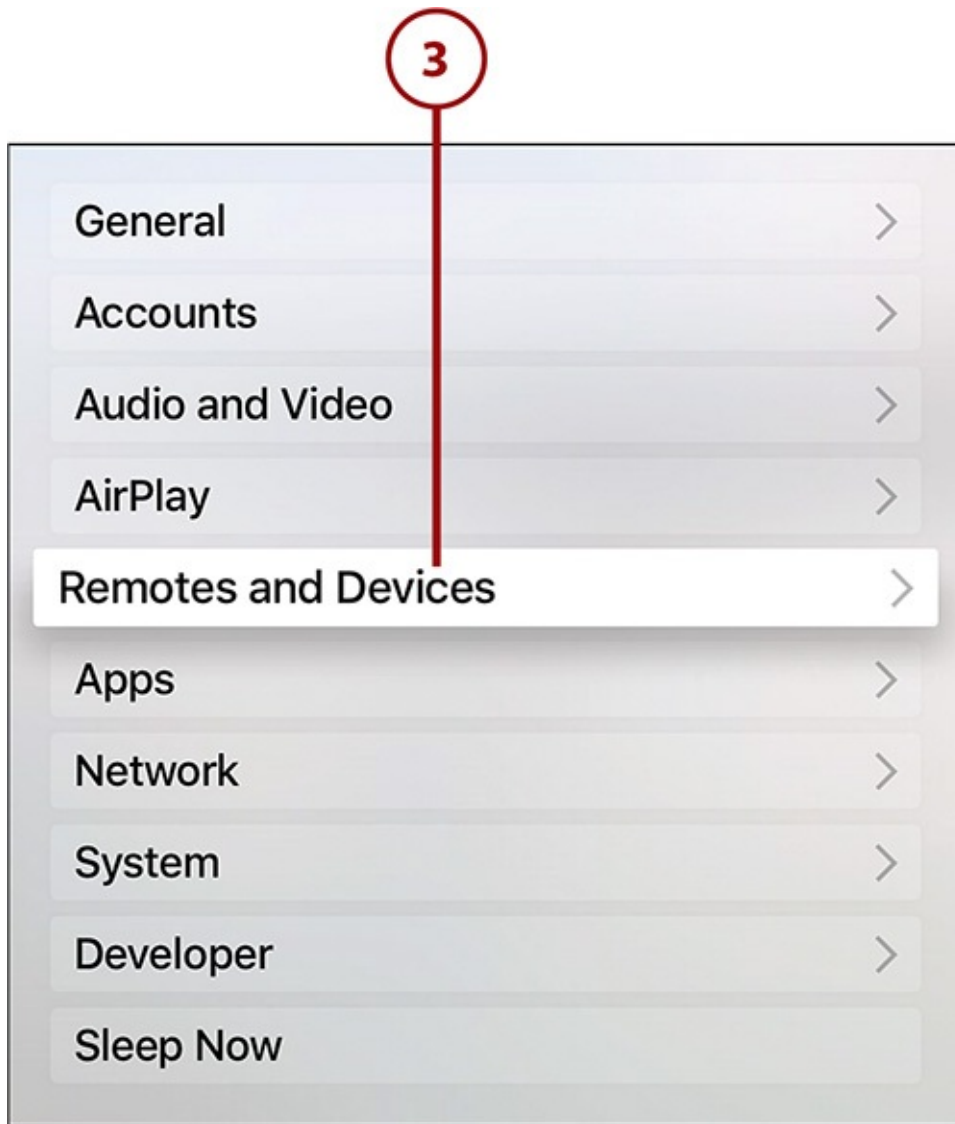 3
General
Accounts
Audio and Video
AirPlay
Remotes and Devices
Apps
Network
System
Developer
Sleep Now